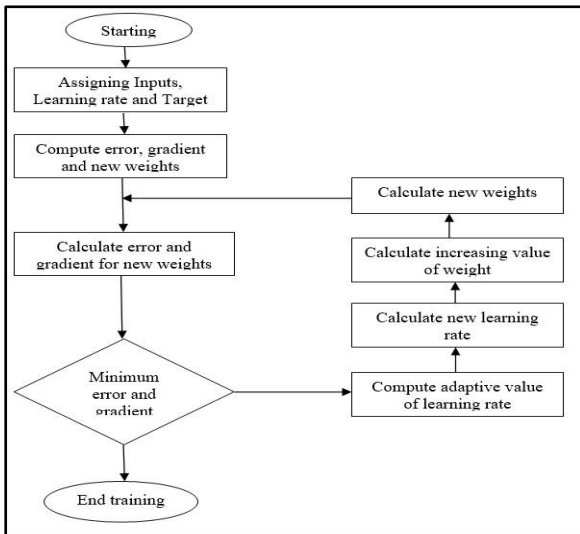 Starting
Assigning Inputs,
Learning rate and Target
Compute error, gradient
and new weights
Calculate error and
gradient for new weights
Minimum
error and
gradient
End training
Calculate new weights
Calculate increasing value
of weight
Calculate new learning
rate
Compute adaptive value
of learning rate